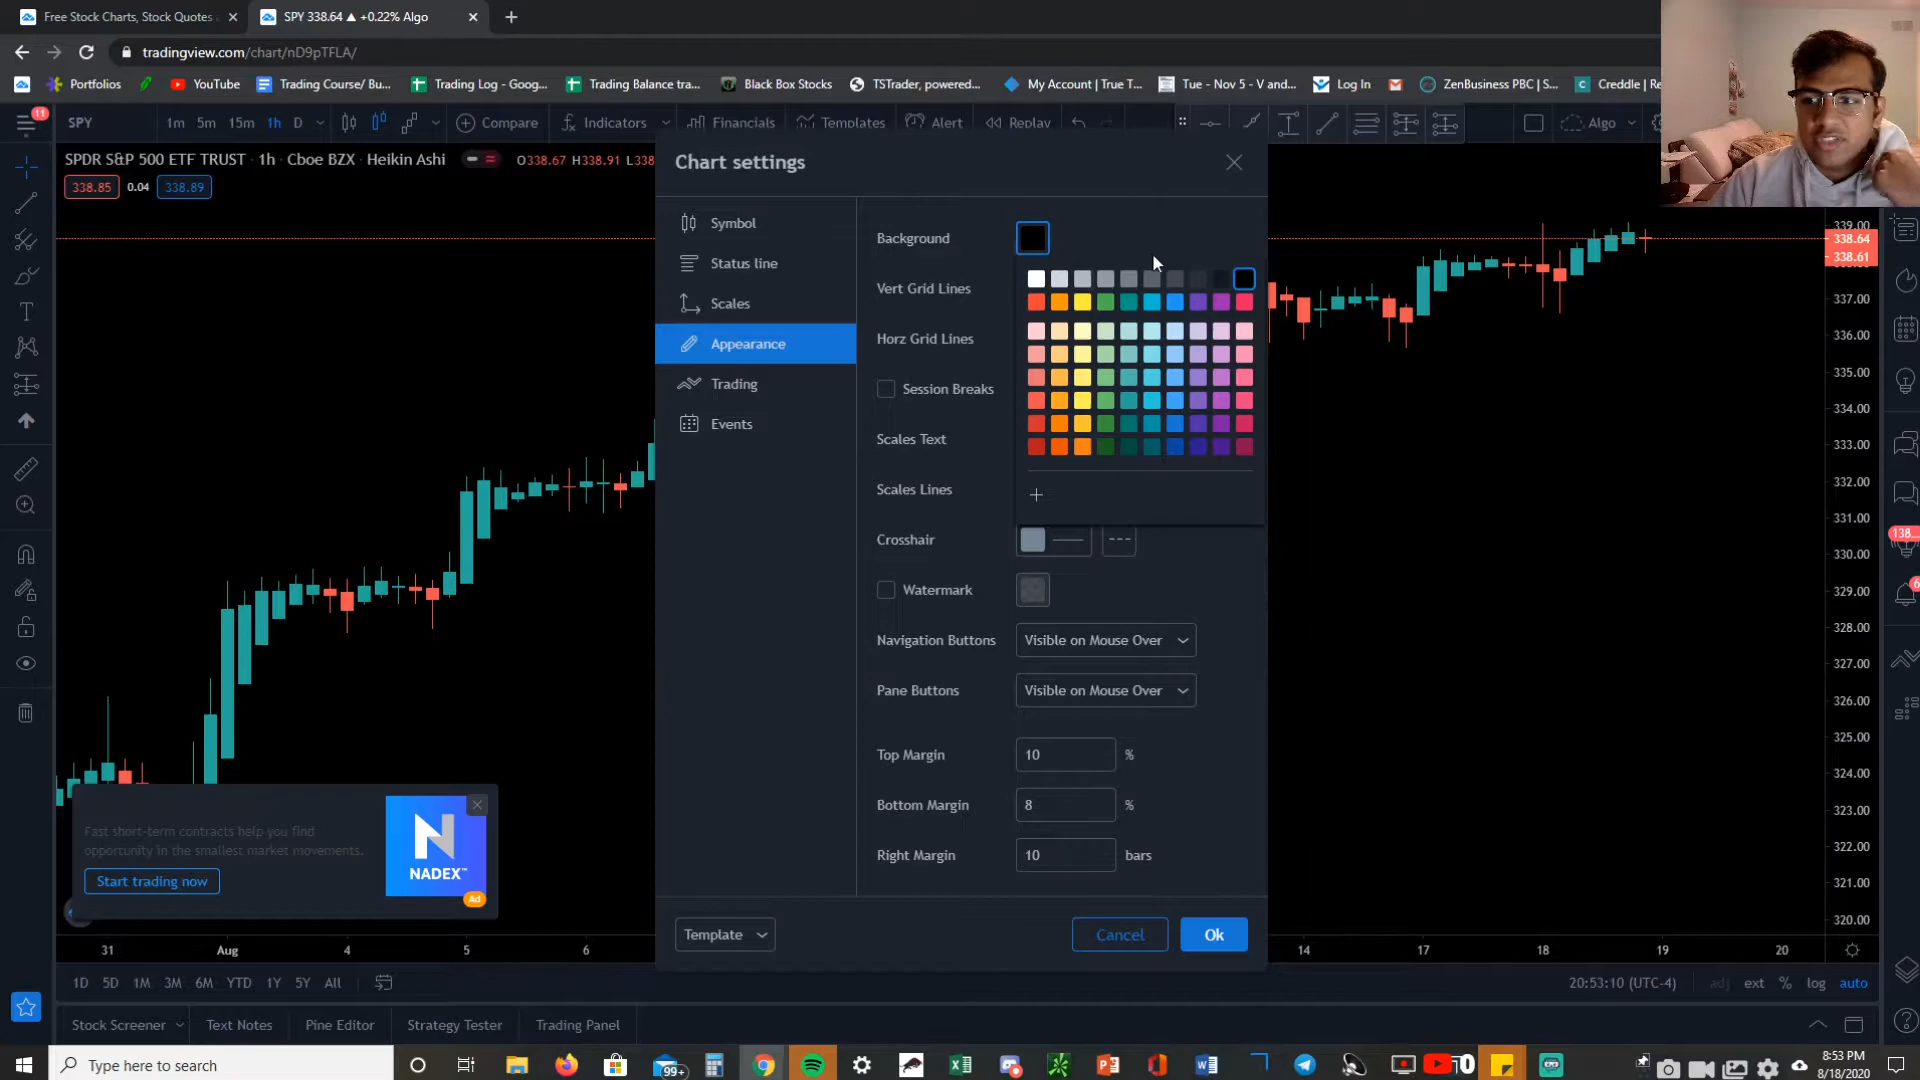 Free Stock Charts, Stock Quotes
SPY 338.64 ▲ +0.22% Algo
tradingview.com/chart/nD9pTFLA/
Portfolios
YouTube
Trading Course/ Bu...
Trading Log - Goog...
Trading Balance tra...
Black Box Stocks
TSTrader, powered...
My Account | True T...
Tue - Nov 5 - V and...
Log In
ZenBusiness PBC | S...
Creddle | Re
11
SPY
1m 5m 15m 1h D
Compare
Indicators
Financials
Templates
Alert
Replay
Algo
SPDR S&P 500 ETF TRUST · 1h · Cboe BZX · Heikin Ashi
O338.67 H338.91 L338
338.85 0.04 338.89
Chart settings
Symbol
Status line
Scales
Appearance
Trading
Events
Background
Vert Grid Lines
Horz Grid Lines
Session Breaks
Scales Text
Scales Lines
Crosshair
Watermark
Navigation Buttons
Visible on Mouse Over
Pane Buttons
Visible on Mouse Over
Top Margin
10
%
Bottom Margin
8
%
Right Margin
10
bars
Template
Cancel
Ok
339.00
338.64
338.61
337.00
336.00
335.00
334.00
333.00
332.00
331.00
330.00
329.00
328.00
327.00
326.00
325.00
324.00
323.00
322.00
321.00
320.00
138...
6
Fast short-term contracts help you find
opportunity in the smallest market movements.
Start trading now
NADEX™
Ad
31 Aug 4 5 6 14 17 18 19 20
1D 5D 1M 3M 6M YTD 1Y 5Y All
20:53:10 (UTC-4)
adj ext % log auto
Stock Screener
Text Notes
Pine Editor
Strategy Tester
Trading Panel
Type here to search
99+
8:53 PM
8/18/2020